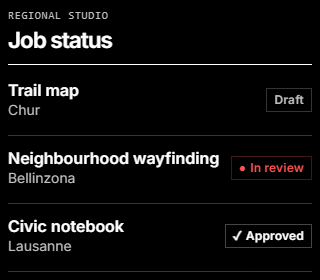 REGIONAL STUDIO
Job status
Trail map
Chur
Draft
Neighbourhood wayfinding
Bellinzona
● In review
Civic notebook
Lausanne
✓ Approved